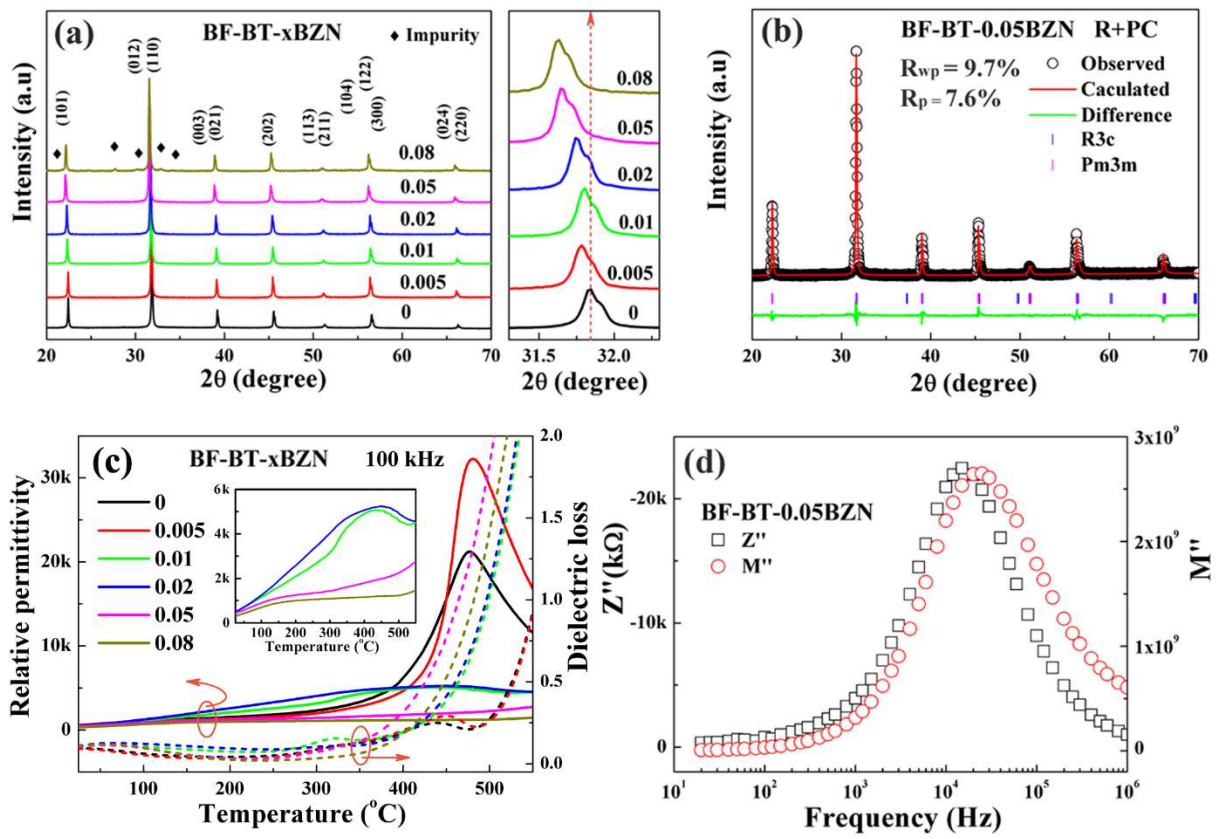 (a) BF-BT-xBZN ♦ Impurity
(101) (012) (110) (003) (021) (202) (113) (211) (104) (122) (300) (024) (220)
0.08
0.05
0.02
0.01
0.005
0
Intensity (a.u)
20 30 40 50 60 70
2θ (degree)
0.08
0.05
0.02
0.01
0.005
0
31.5 32.0
2θ (degree)
(b) BF-BT-0.05BZN R+PC
Rwp = 9.7%
Rp = 7.6%
Observed
Caculated
Difference
R3c
Pm3m
Intensity (a.u)
20 30 40 50 60 70
2θ (degree)
(c) BF-BT-xBZN 100 kHz
0
0.005
0.01
0.02
0.05
0.08
Relative permittivity
30k
20k
10k
0
6k
4k
2k
0
100 200 300 400 500
Temperature (°C)
2.0
1.5
1.0
0.5
0.0
Dielectric loss
100 200 300 400 500
Temperature (°C)
(d)
BF-BT-0.05BZN
Z''
M''
Z''(kΩ)
-20k
-10k
0
3x10⁹
2x10⁹
1x10⁹
0
M''
10¹ 10² 10³ 10⁴ 10⁵ 10⁶
Frequency (Hz)